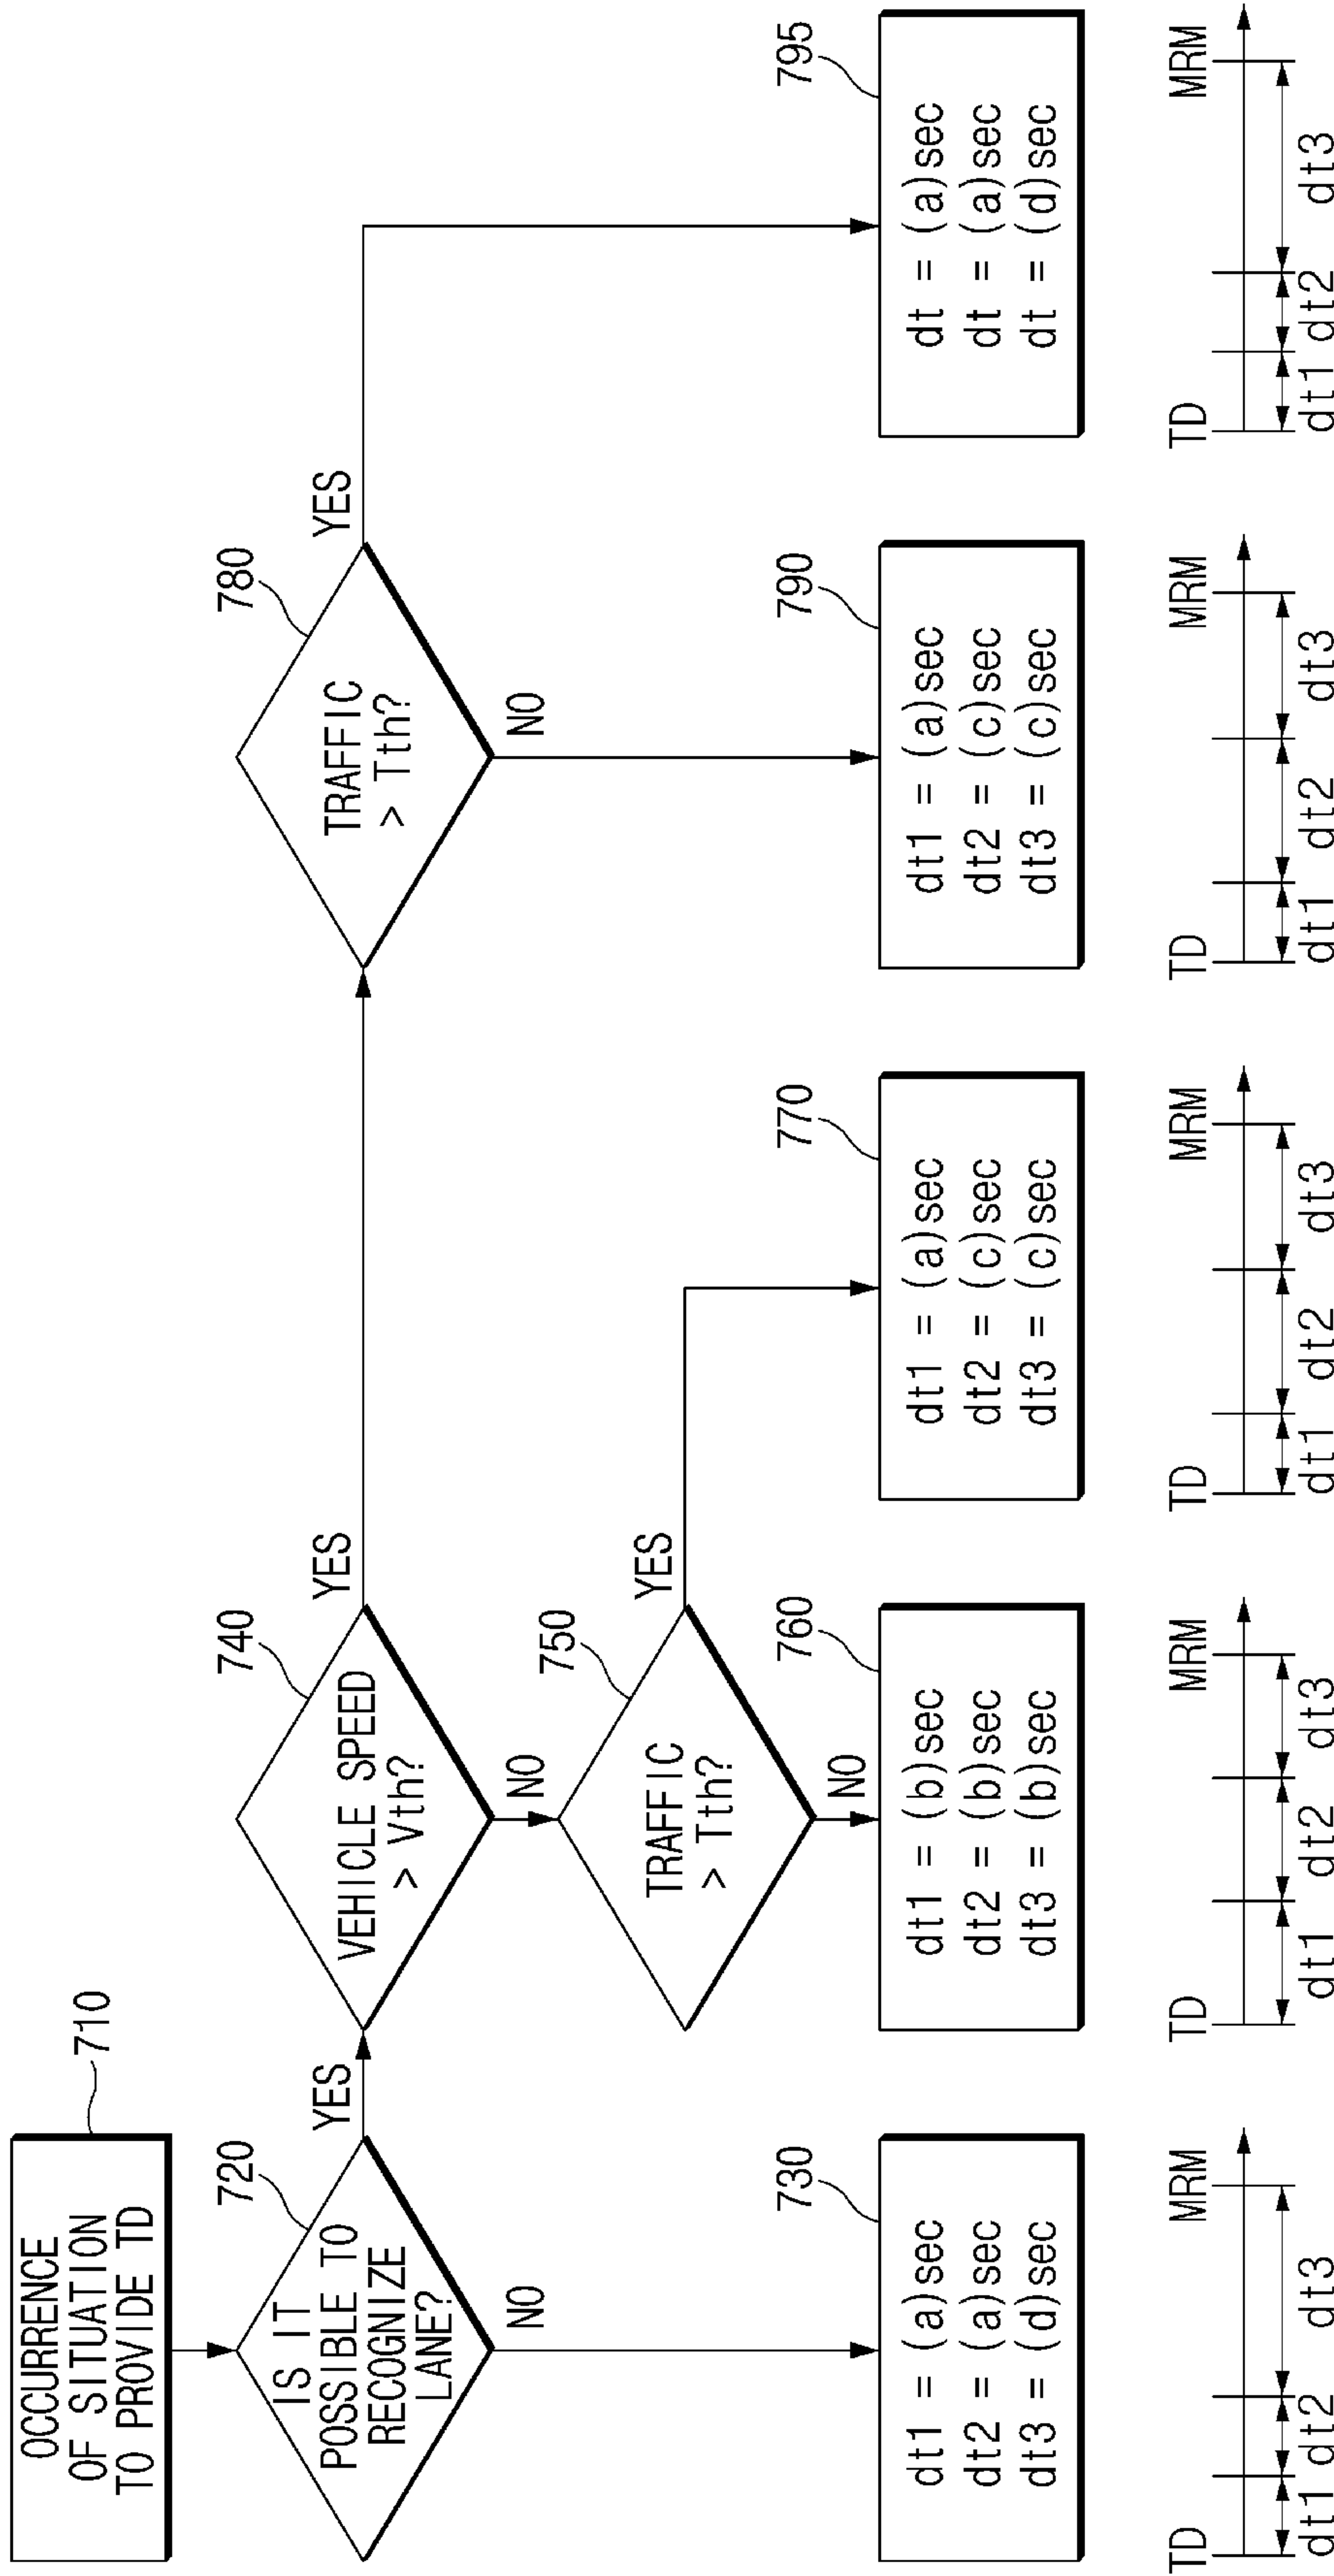 OCCURRENCE
OF SITUATION
TO PROVIDE TD
710
IS IT
POSSIBLE TO
RECOGNIZE
LANE?
720
YES
NO
VEHICLE SPEED
> Vth?
740
YES
NO
TRAFFIC
> Tth?
750
YES
NO
TRAFFIC
> Tth?
780
YES
NO
730
dt1 = (a)sec
dt2 = (a)sec
dt3 = (d)sec
760
dt1 = (b)sec
dt2 = (b)sec
dt3 = (b)sec
770
dt1 = (a)sec
dt2 = (c)sec
dt3 = (c)sec
790
dt1 = (a)sec
dt2 = (c)sec
dt3 = (c)sec
795
dt = (a)sec
dt = (a)sec
dt = (d)sec
TD MRM
dt1 dt2 dt3
TD MRM
dt1 dt2 dt3
TD MRM
dt1 dt2 dt3
TD MRM
dt1 dt2 dt3
TD MRM
dt1 dt2 dt3